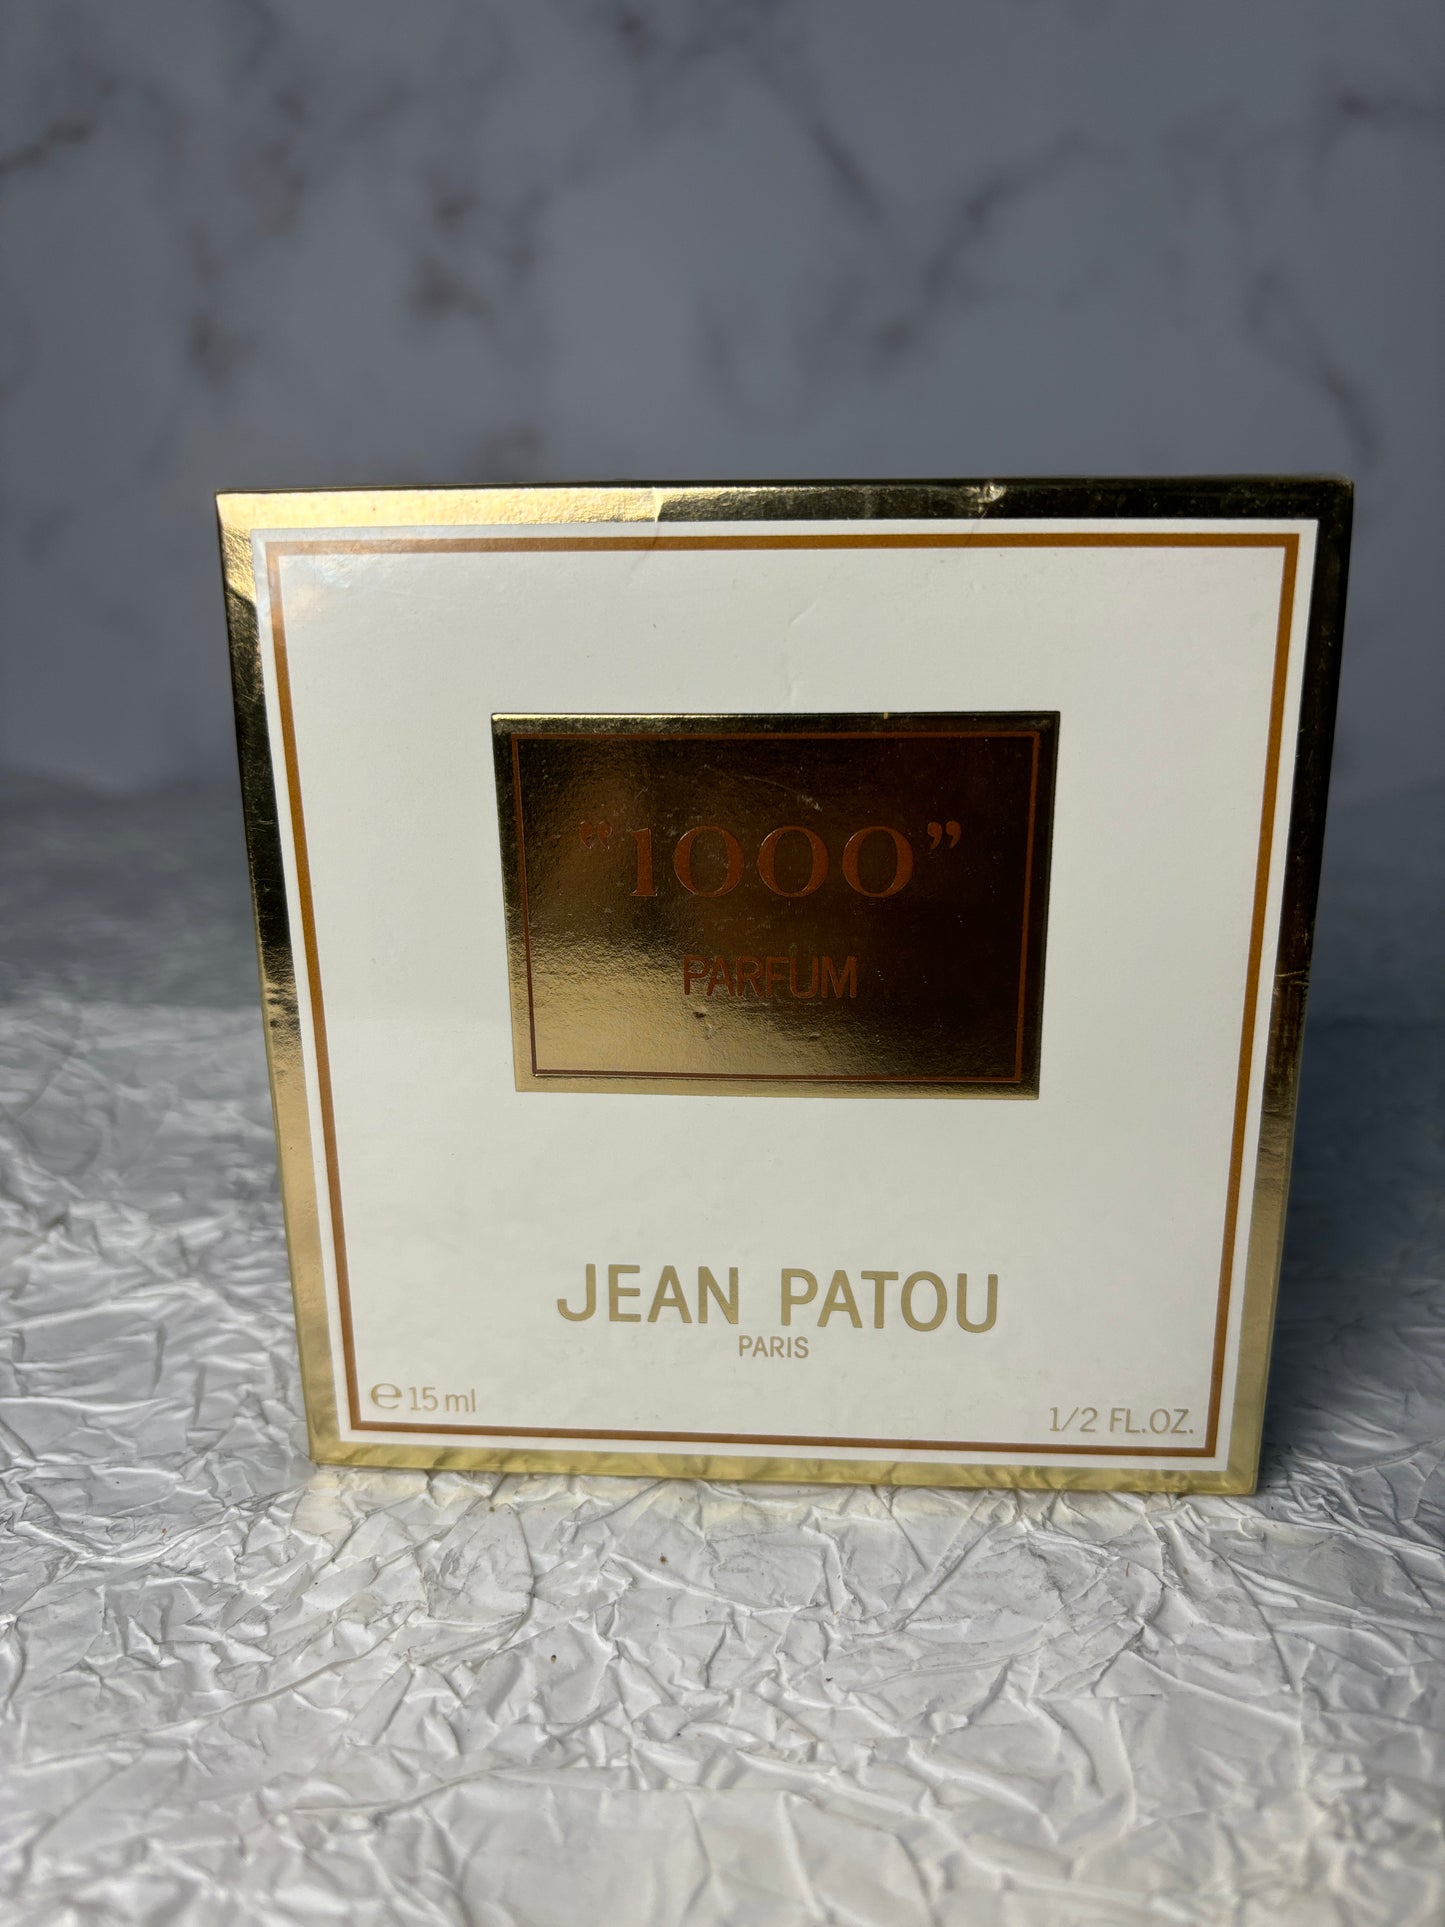 “1000”
PARFUM
JEAN PATOU
PARIS
℮ 15 ml
1/2 FL.OZ.